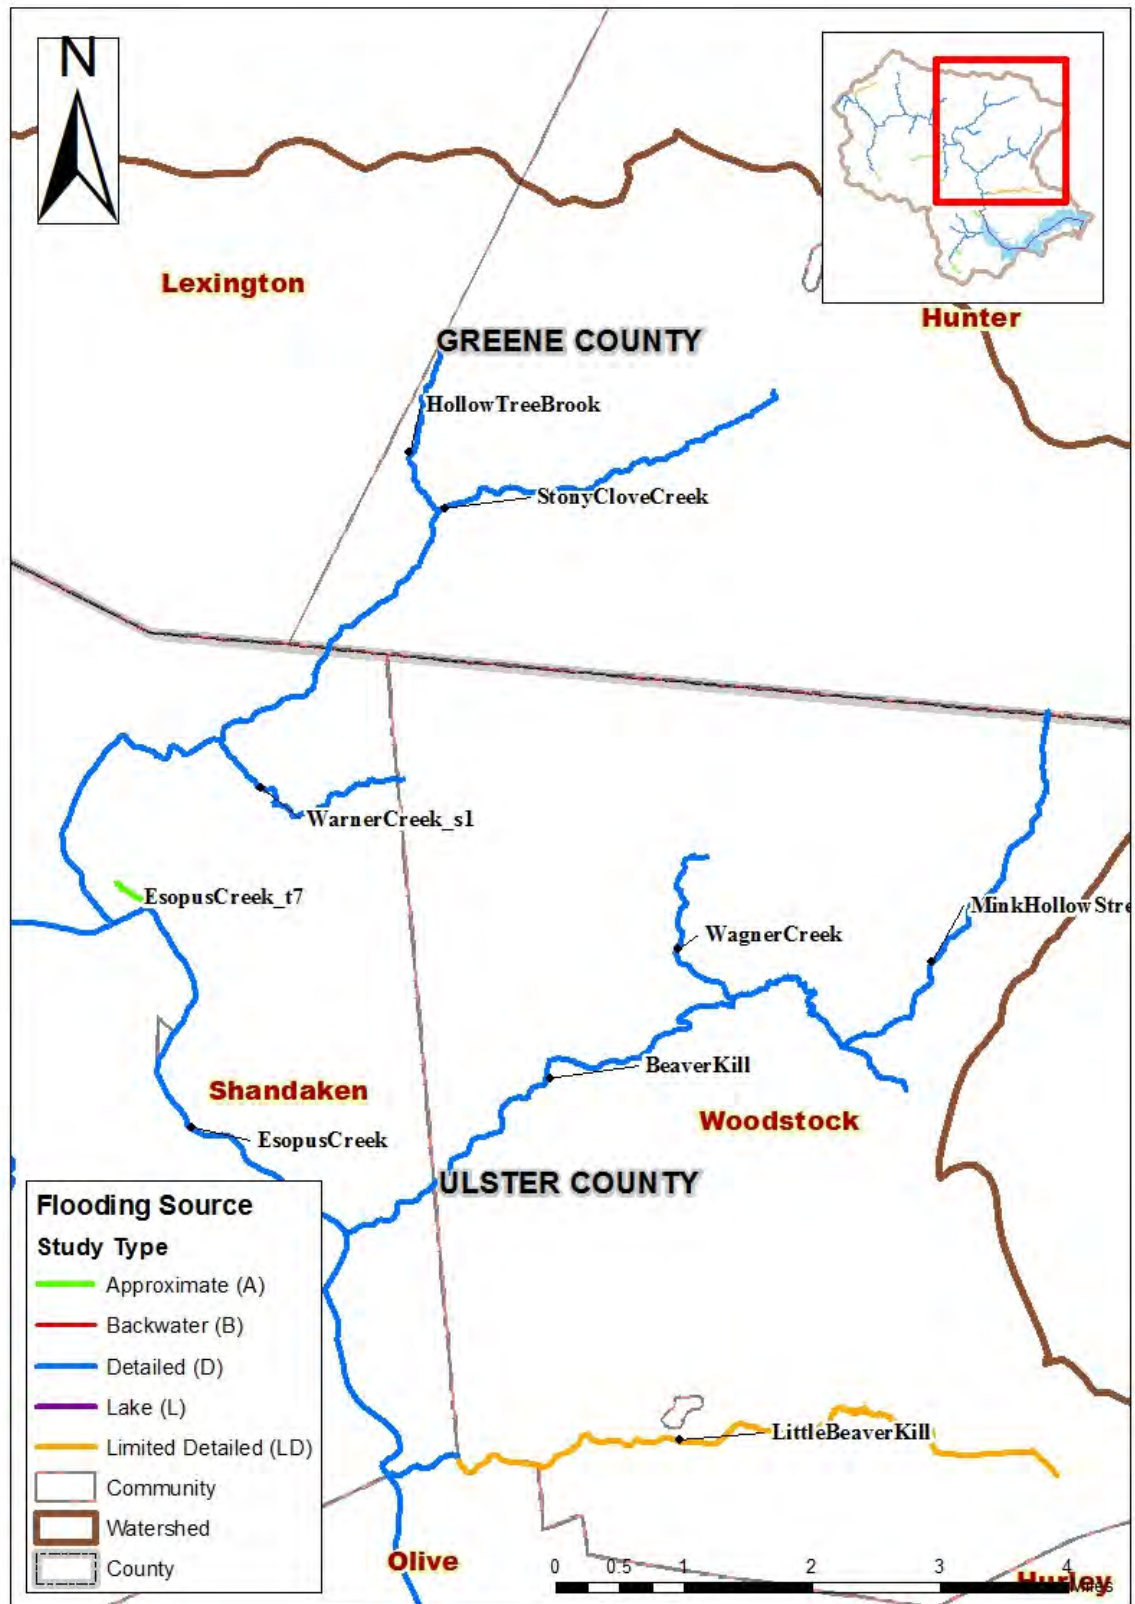 N
Lexington
Hunter
GREENE COUNTY
HollowTreeBrook
StonyCloveCreek
WarnerCreek_s1
EsopusCreek_t7
MinkHollowStre
WagnerCreek
BeaverKill
Shandaken
Woodstock
EsopusCreek
ULSTER COUNTY
Flooding Source
Study Type
Approximate (A)
Backwater (B)
Detailed (D)
Lake (L)
Limited Detailed (LD)
Community
Watershed
County
LittleBeaverKill
Olive
0 0.5 1 2 3 4
Miles
Hurley